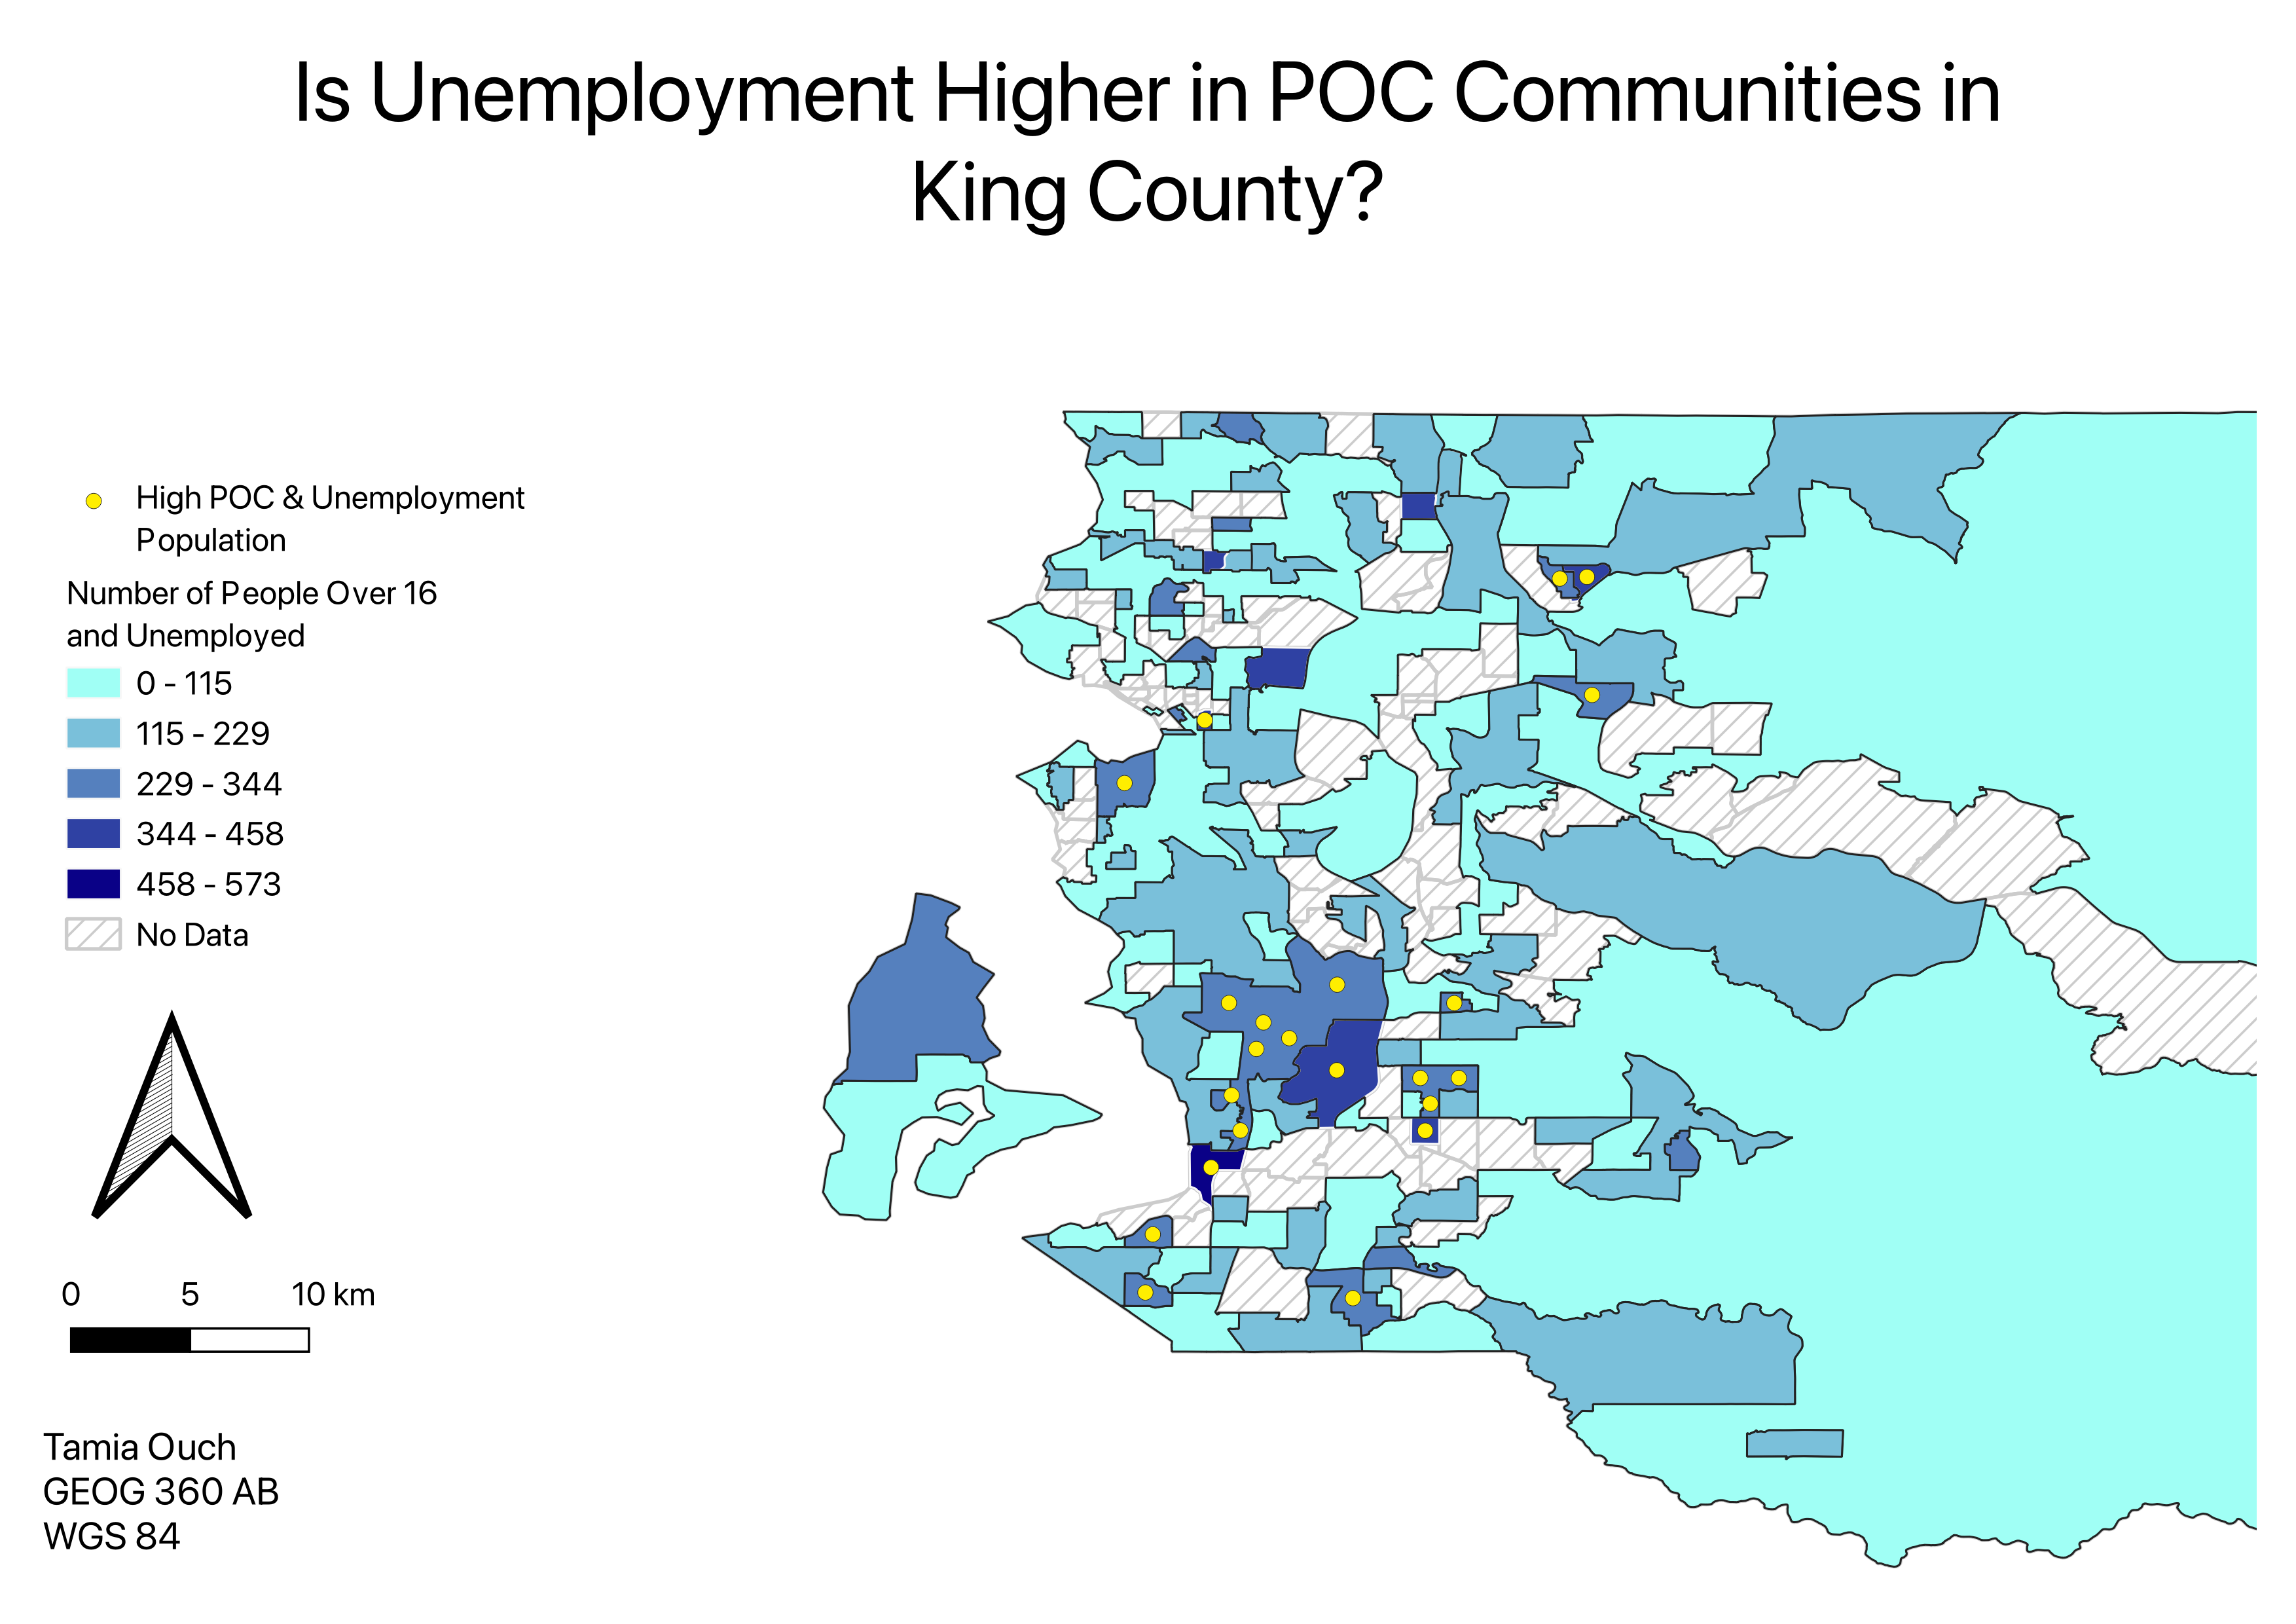 Is Unemployment Higher in POC Communities in
King County?
High POC & Unemployment
Population
Number of People Over 16
and Unemployed
0 - 115
115 - 229
229 - 344
344 - 458
458 - 573
No Data
0 5 10 km
Tamia Ouch
GEOG 360 AB
WGS 84